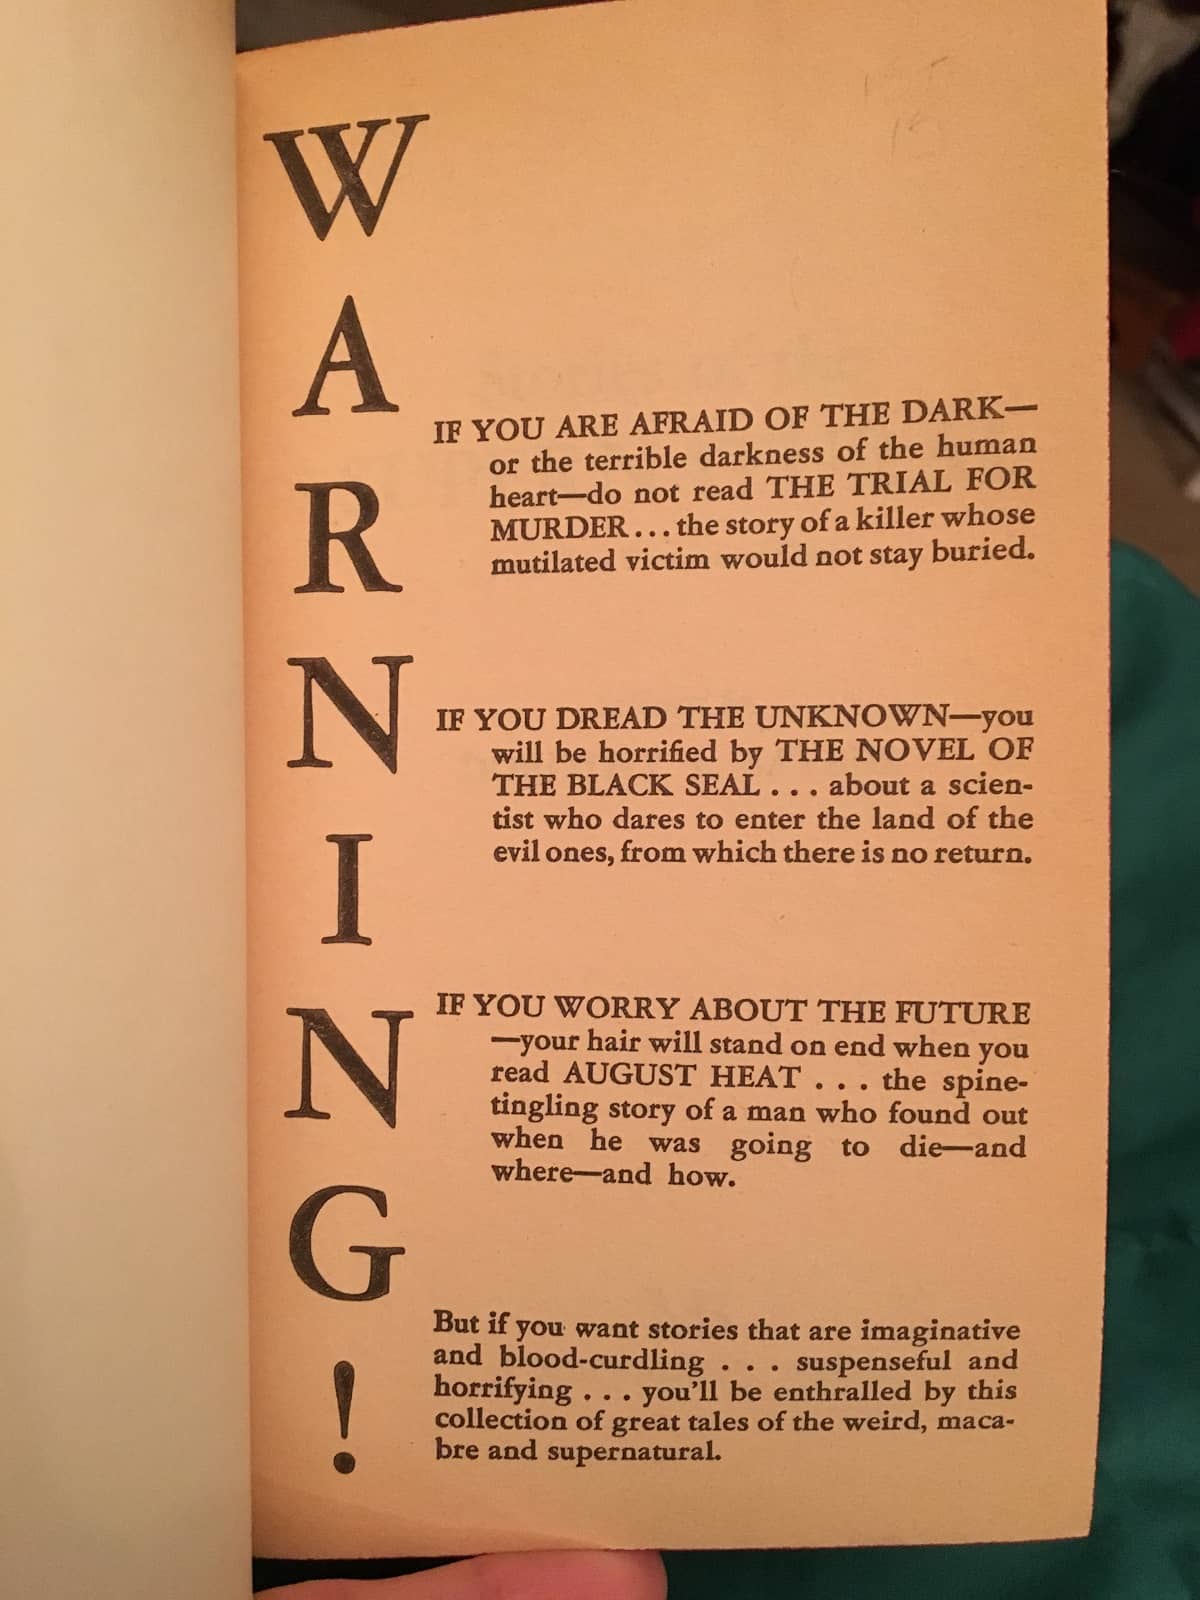 WARNING!
IF YOU ARE AFRAID OF THE DARK—
or the terrible darkness of the human
heart—do not read THE TRIAL FOR
MURDER... the story of a killer whose
mutilated victim would not stay buried.
IF YOU DREAD THE UNKNOWN—you
will be horrified by THE NOVEL OF
THE BLACK SEAL . . . about a scien-
tist who dares to enter the land of the
evil ones, from which there is no return.
IF YOU WORRY ABOUT THE FUTURE
—your hair will stand on end when you
read AUGUST HEAT . . . the spine-
tingling story of a man who found out
when he was going to die—and
where—and how.
But if you want stories that are imaginative
and blood-curdling . . . suspenseful and
horrifying . . . you'll be enthralled by this
collection of great tales of the weird, maca-
bre and supernatural.